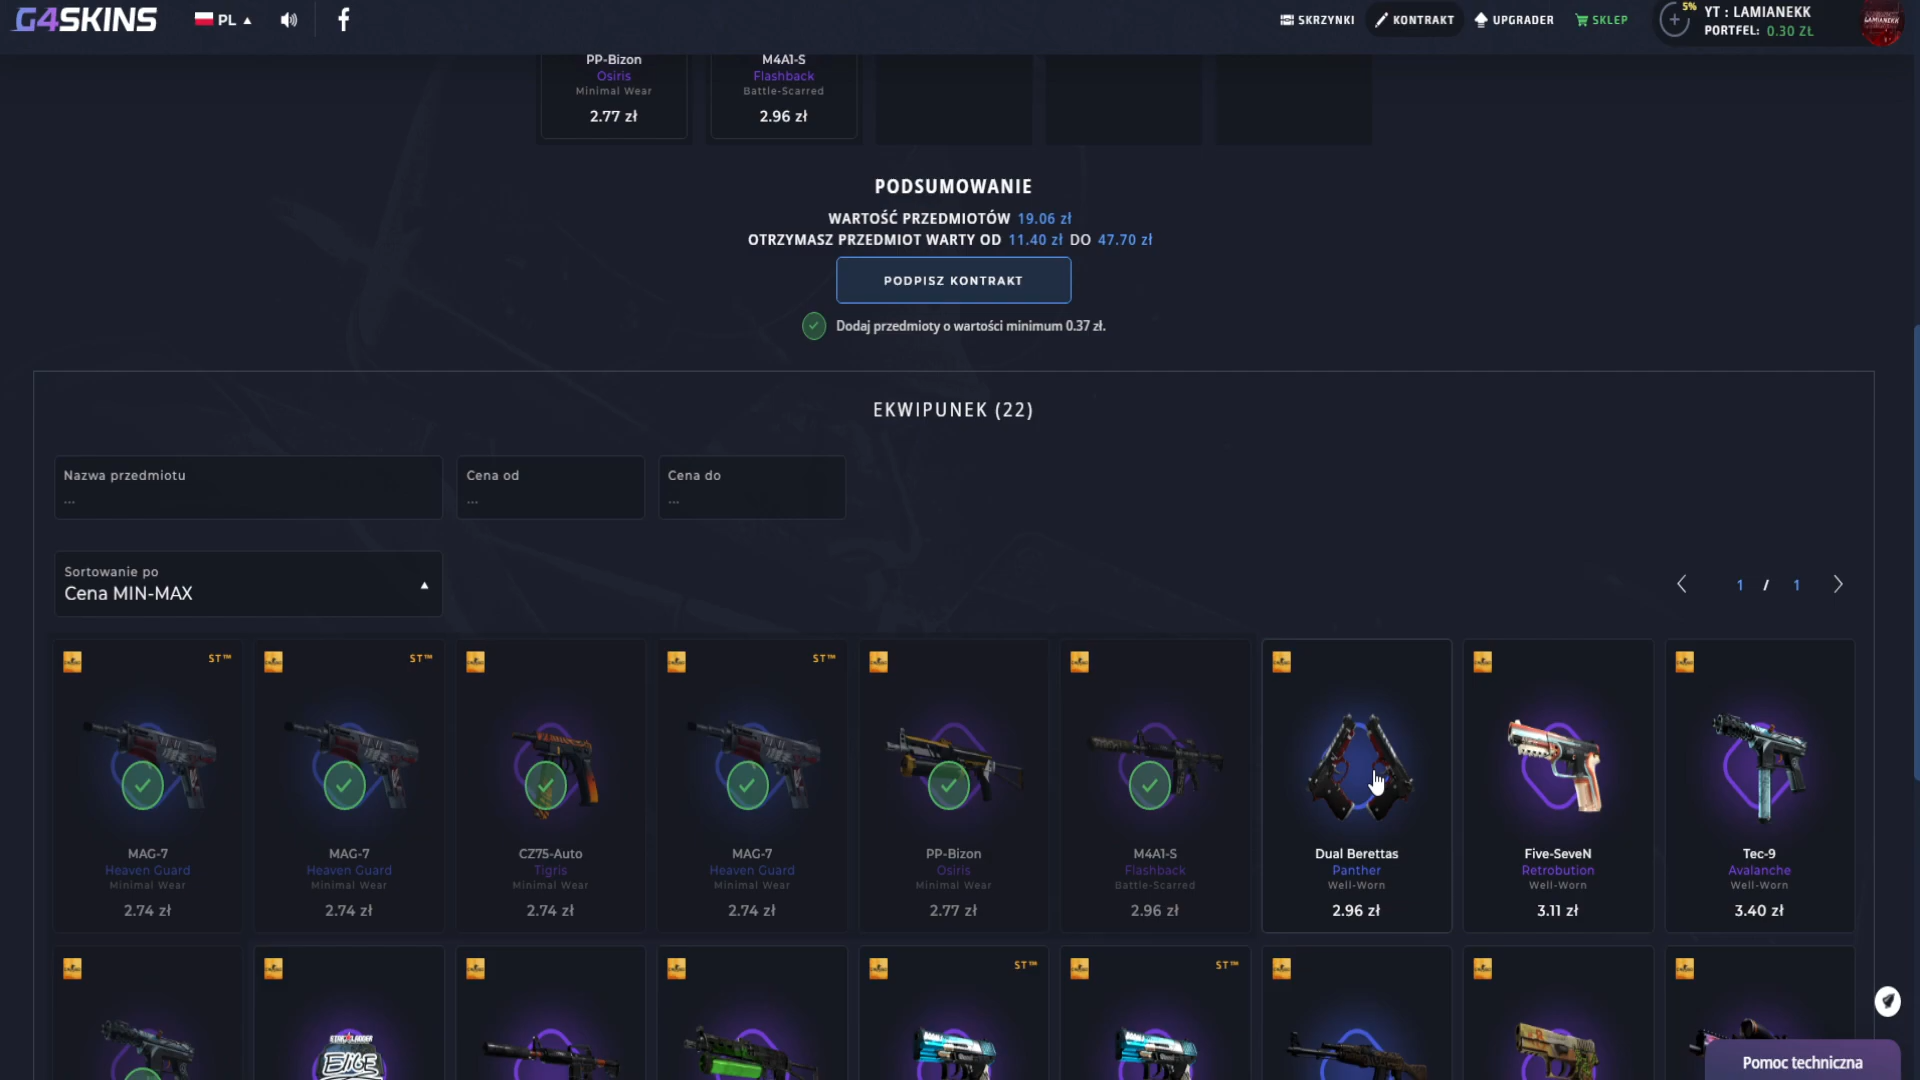 G4SKINS
PL ▲
SKRZYNKI
KONTRAKT
UPGRADER
SKLEP
5%
YT : LAMIANEKK
PORTFEL: 0.30 ZŁ
PP-Bizon
Osiris
Minimal Wear
2.77 zł
M4A1-S
Flashback
Battle-Scarred
2.96 zł
PODSUMOWANIE
WARTOŚĆ PRZEDMIOTÓW 19.06 zł
OTRZYMASZ PRZEDMIOT WARTY OD 11.40 zł DO 47.70 zł
PODPISZ KONTRAKT
Dodaj przedmioty o wartości minimum 0.37 zł.
EKWIPUNEK (22)
Nazwa przedmiotu
...
Cena od
...
Cena do
...
Sortowanie po
Cena MIN-MAX
1 / 1
ST™
MAG-7
Heaven Guard
Minimal Wear
2.74 zł
ST™
MAG-7
Heaven Guard
Minimal Wear
2.74 zł
CZ75-Auto
Tigris
Minimal Wear
2.74 zł
ST™
MAG-7
Heaven Guard
Minimal Wear
2.74 zł
PP-Bizon
Osiris
Minimal Wear
2.77 zł
M4A1-S
Flashback
Battle-Scarred
2.96 zł
Dual Berettas
Panther
Well-Worn
2.96 zł
Five-SeveN
Retrobution
Well-Worn
3.11 zł
Tec-9
Avalanche
Well-Worn
3.40 zł
ELITE
ST™
ST™
Pomoc techniczna